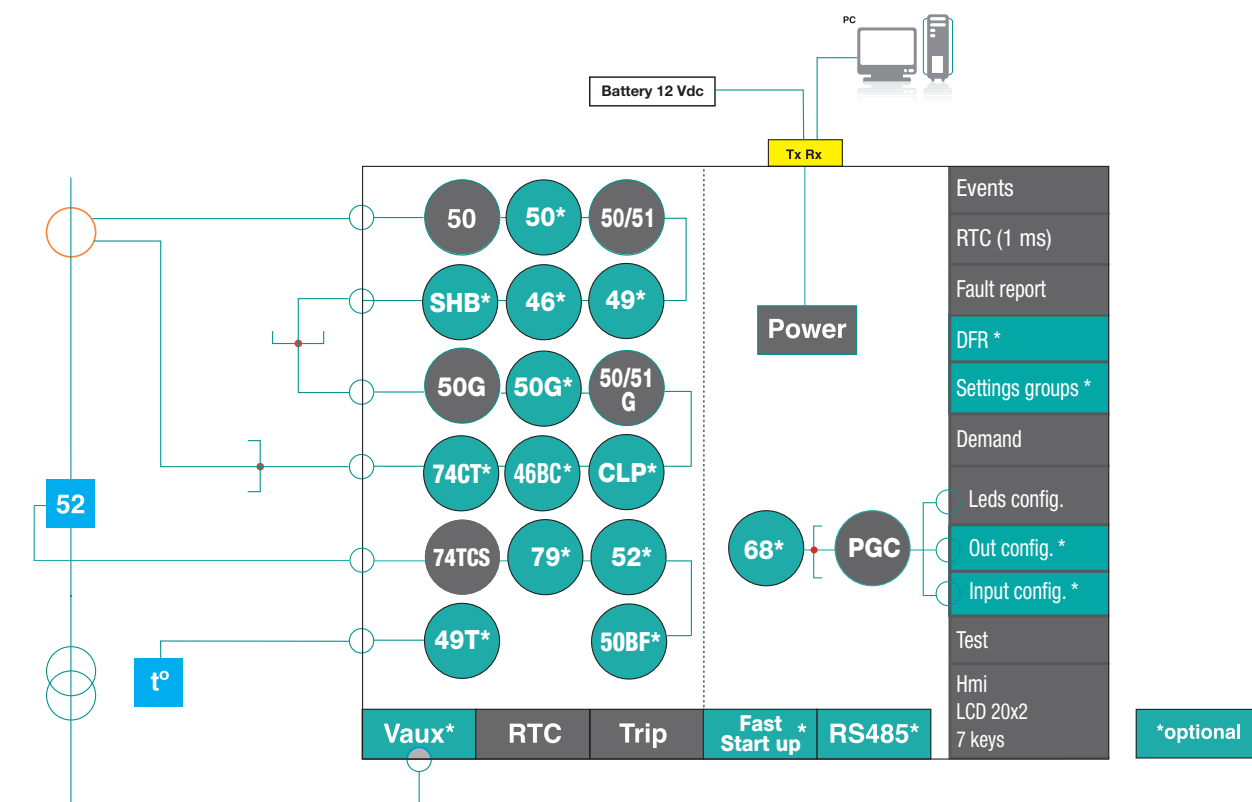 PC
Battery 12 Vdc
Tx Rx
50
50*
50/51
SHB*
46*
49*
50G
50G*
50/51
G
74CT*
46BC*
CLP*
74TCS
79*
52*
49T*
50BF*
52
t°
Power
68*
PGC
Events
RTC (1 ms)
Fault report
DFR *
Settings groups *
Demand
Leds config.
Out config. *
Input config. *
Test
Hmi
LCD 20x2
7 keys
Vaux*
RTC
Trip
Fast *
Start up
RS485*
*optional